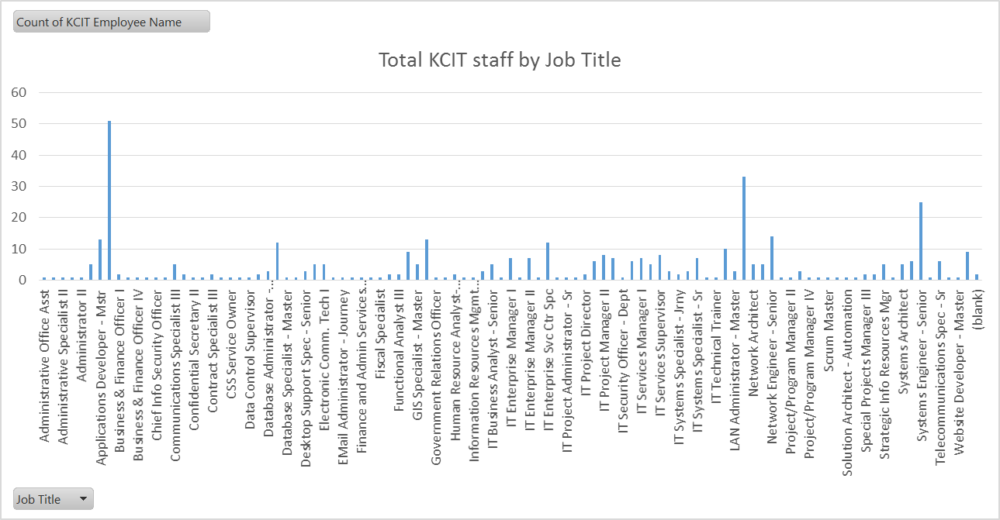 Count of KCIT Employee Name
Total KCIT staff by Job Title
60
50
40
30
20
10
0
Administrative Office Asst
Administrative Specialist II
Administrator II
Applications Developer - Mstr
Business & Finance Officer I
Business & Finance Officer IV
Chief Info Security Officer
Communications Specialist III
Confidential Secretary II
Contract Specialist III
CSS Service Owner
Data Control Supervisor
Database Administrator -...
Database Specialist - Master
Desktop Support Spec - Senior
Electronic Comm. Tech I
EMail Administrator - Journey
Finance and Admin Services...
Fiscal Specialist
Functional Analyst III
GIS Specialist - Master
Government Relations Officer
Human Resource Analyst-...
Information Resources Mgmt...
IT Business Analyst - Senior
IT Enterprise Manager I
IT Enterprise Manager II
IT Enterprise Svc Ctr Spc
IT Project Administrator - Sr
IT Project Director
IT Project Manager II
IT Security Officer - Dept
IT Services Manager I
IT Services Supervisor
IT Systems Specialist - Jrny
IT Systems Specialist - Sr
IT Technical Trainer
LAN Administrator - Master
Network Architect
Network Engineer - Senior
Project/Program Manager II
Project/Program Manager IV
Scrum Master
Solution Architect - Automation
Special Projects Manager III
Strategic Info Resources Mgr
Systems Architect
Systems Engineer - Senior
Telecommunications Spec - Sr
Website Developer - Master
(blank)
Job Title